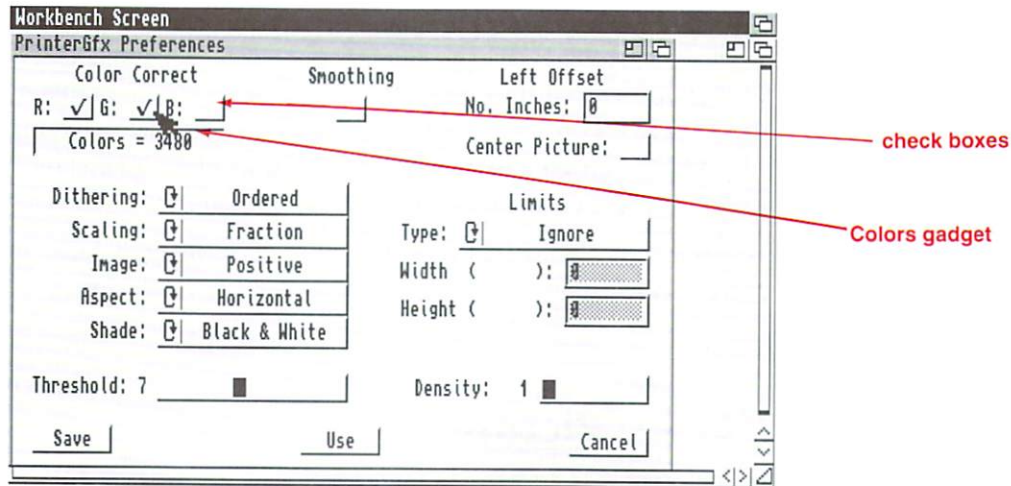 Workbench Screen
PrinterGfx Preferences
Color Correct
Smoothing
Left Offset
R: G: B:
No. Inches: 0
Colors = 3480
Center Picture:
check boxes
Colors gadget
Dithering: Ordered
Limits
Scaling: Fraction
Type: Ignore
Image: Positive
Width ( ): 0
Aspect: Horizontal
Height ( ): 0
Shade: Black & White
Threshold: 7
Density: 1
Save
Use
Cancel